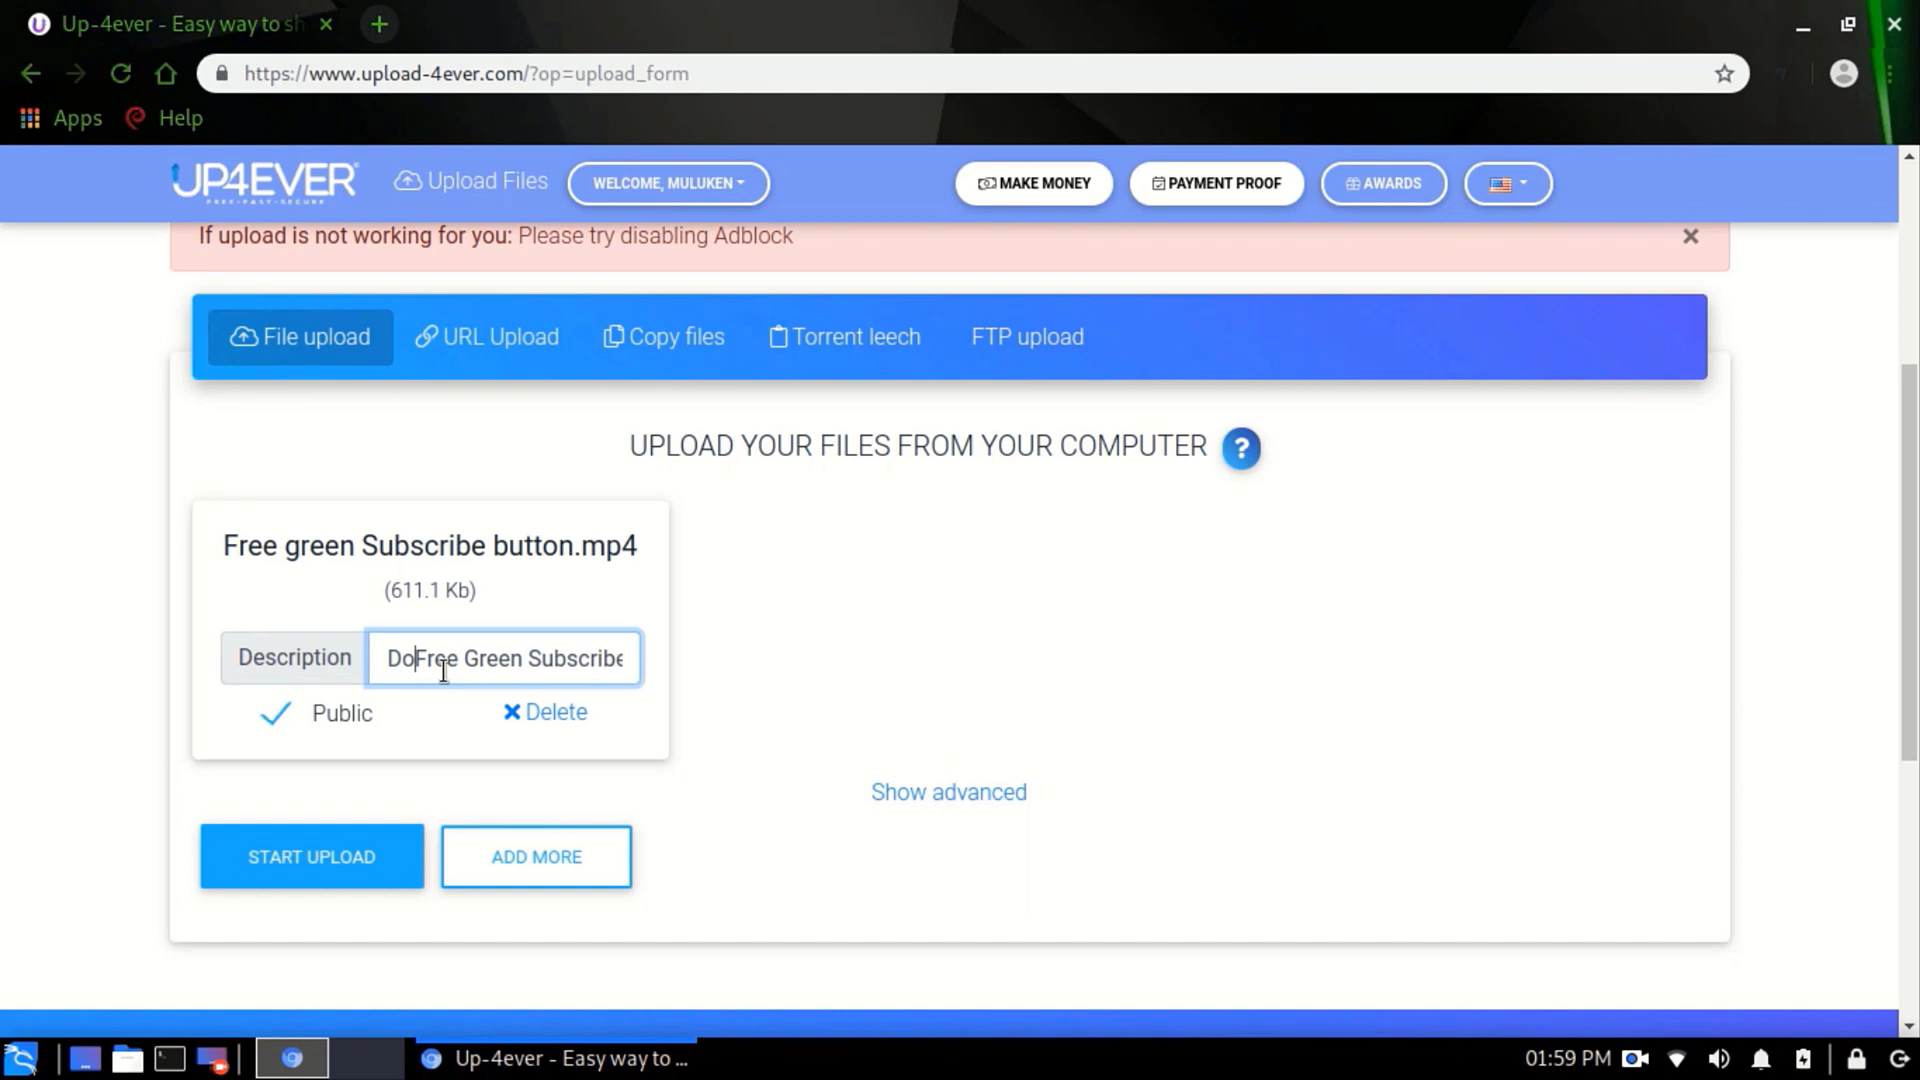 Up-4ever - Easy way to sh
https://www.upload-4ever.com/?op=upload_form
Apps
Help
UP4EVER
FREE-FAST-SECURE
Upload Files
WELCOME, MULUKEN
MAKE MONEY
PAYMENT PROOF
AWARDS
If upload is not working for you: Please try disabling Adblock
File upload
URL Upload
Copy files
Torrent leech
FTP upload
UPLOAD YOUR FILES FROM YOUR COMPUTER ?
Free green Subscribe button.mp4
(611.1 Kb)
Description
DoFree Green Subscribe
Public
Delete
Show advanced
START UPLOAD
ADD MORE
Up-4ever - Easy way to ...
01:59 PM